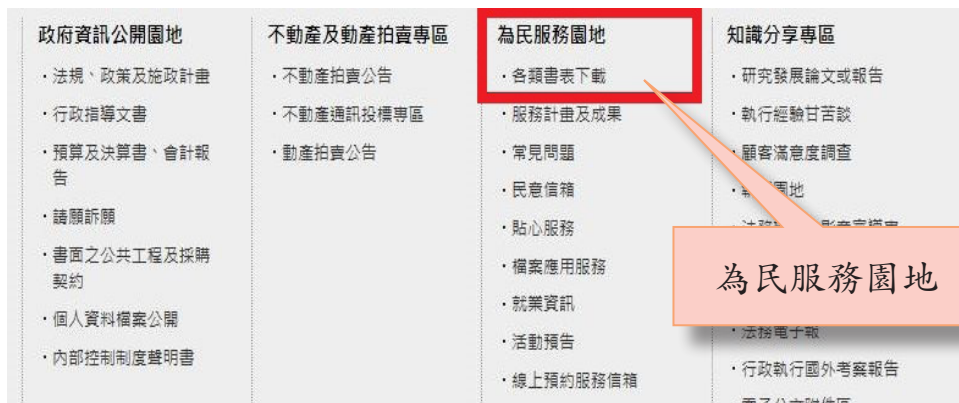 政府資訊公開園地
・法規、政策及施政計畫
・行政指導文書
・預算及決算書、會計報
告
・請願訴願
・書面之公共工程及採購
契約
・個人資料檔案公開
・內部控制制度聲明書
不動產及動產拍賣專區
・不動產拍賣公告
・不動產通訊投標專區
・動產拍賣公告
為民服務園地
・各類書表下載
・服務計畫及成果
・常見問題
・民意信箱
・貼心服務
・檔案應用服務
・就業資訊
・活動預告
・線上預約服務信箱
知識分享專區
・研究發展論文或報告
・執行經驗甘苦談
・顧客滿意度調查
園地
・法務電子報
・行政執行國外考察報告
為民服務園地